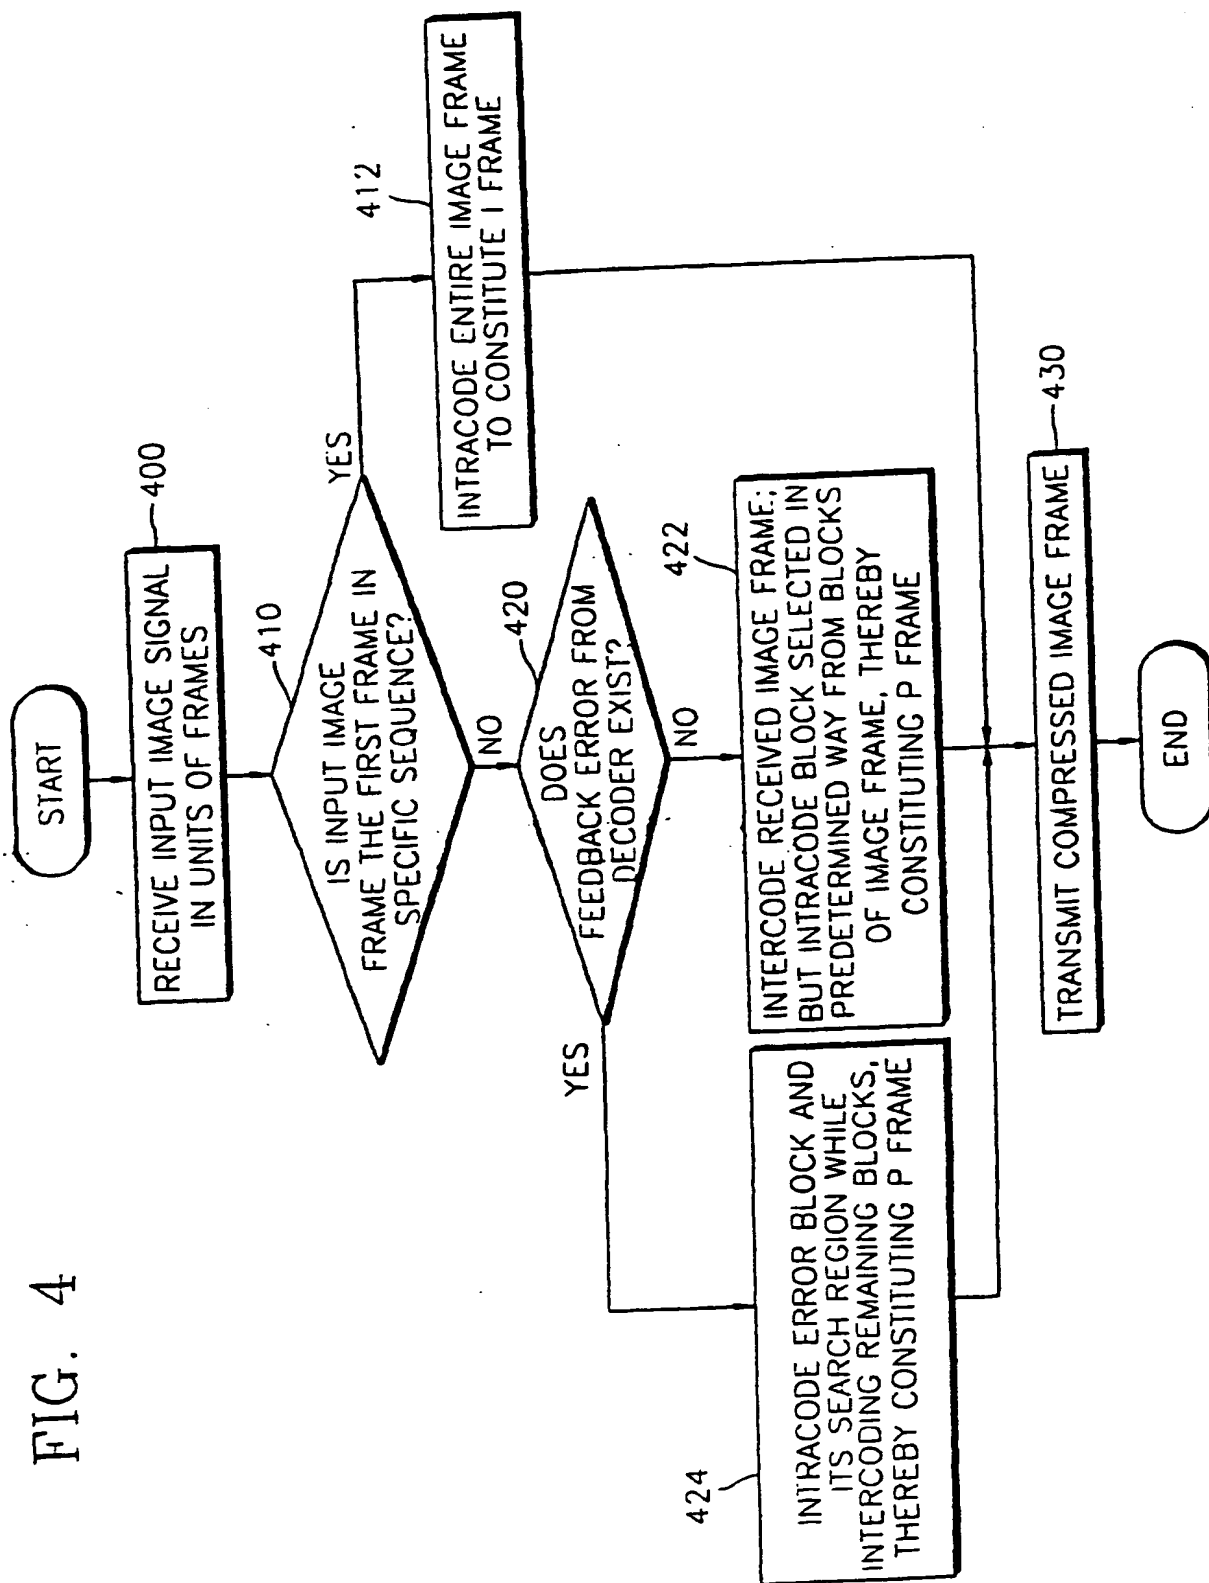 FIG. 4
START
RECEIVE INPUT IMAGE SIGNAL
IN UNITS OF FRAMES
400
IS INPUT IMAGE
FRAME THE FIRST FRAME IN
SPECIFIC SEQUENCE?
410
YES
NO
INTRACODE ENTIRE IMAGE FRAME
TO CONSTITUTE I FRAME
412
DOES
FEEDBACK ERROR FROM
DECODER EXIST?
420
YES
NO
INTERCODE RECEIVED IMAGE FRAME;
BUT INTRACODE BLOCK SELECTED IN
PREDETERMINED WAY FROM BLOCKS
OF IMAGE FRAME, THEREBY
CONSTITUTING P FRAME
422
INTRACODE ERROR BLOCK AND
ITS SEARCH REGION WHILE
INTERCODING REMAINING BLOCKS,
THEREBY CONSTITUTING P FRAME
424
TRANSMIT COMPRESSED IMAGE FRAME
430
END